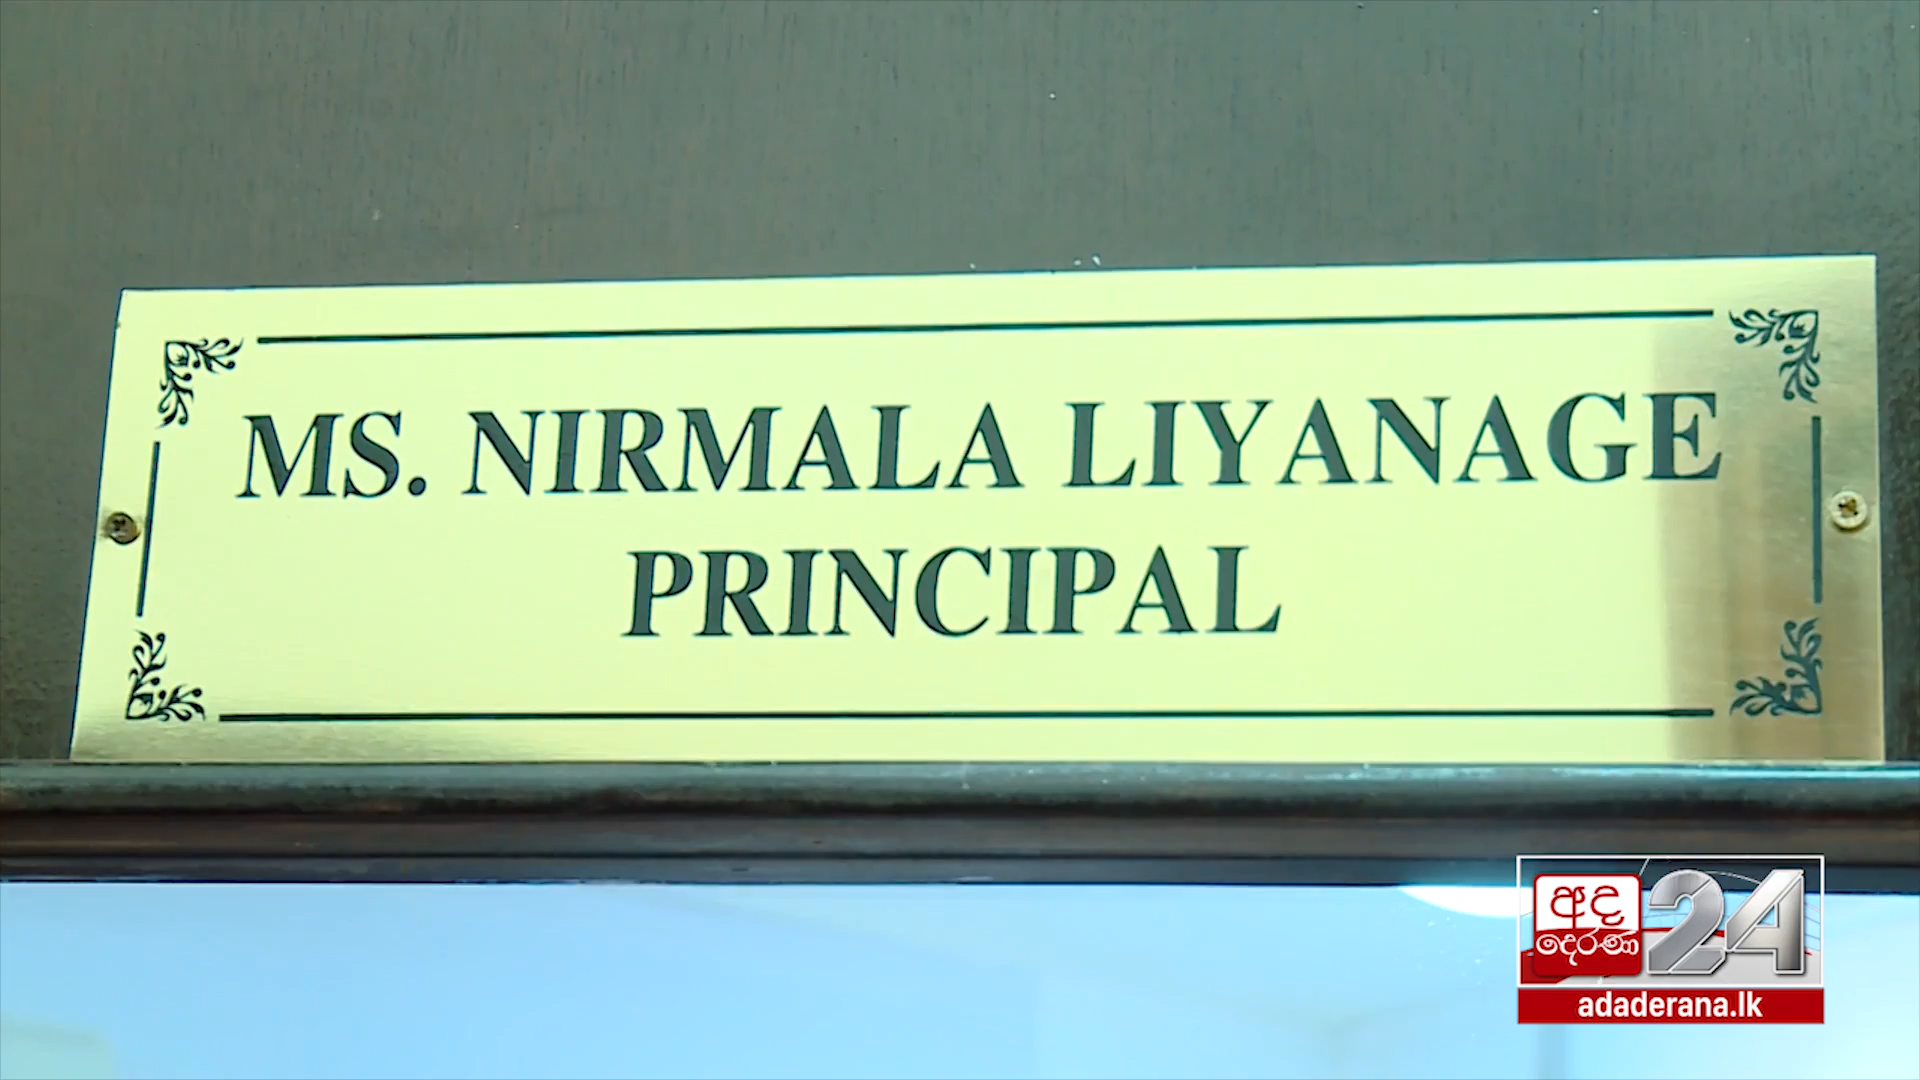 MS. NIRMALA LIYANAGE
PRINCIPAL
අද
දෙරණ
24
adaderana.lk